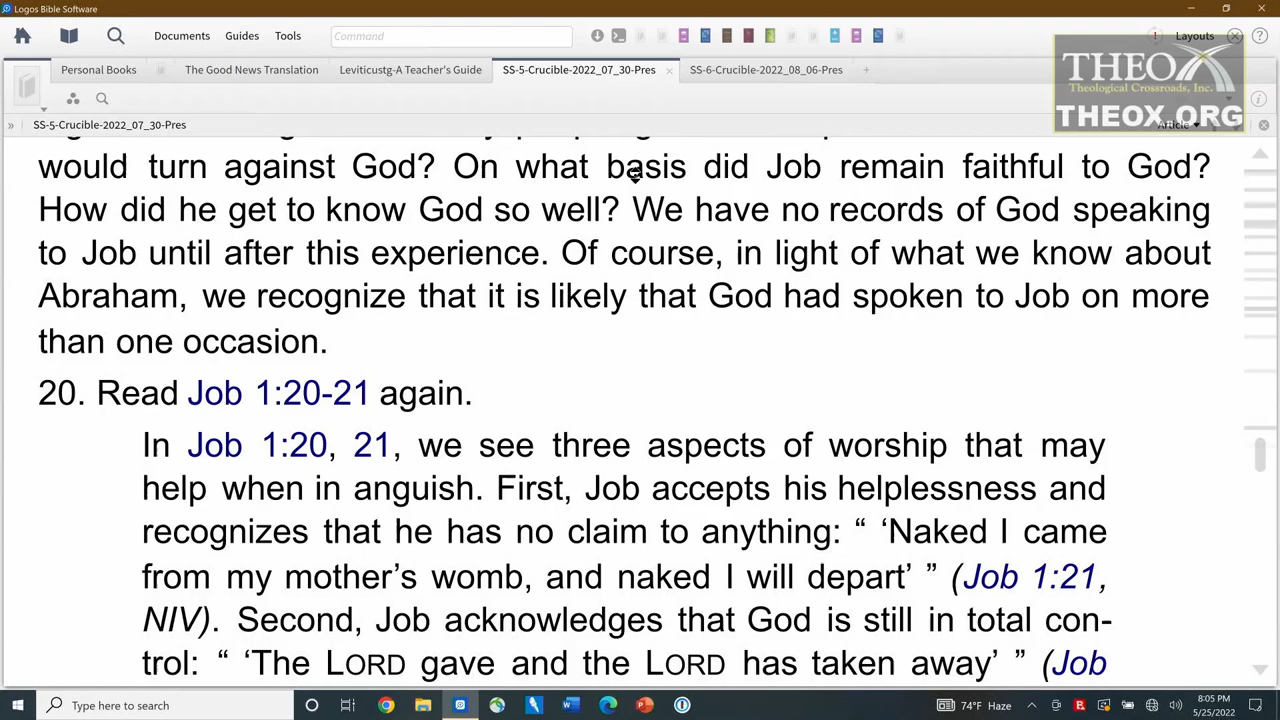 Logos Bible Software
Documents Guides Tools Command Layouts
THEOX
Theological Crossroads, Inc.
THEOX.ORG
Personal Books The Good News Translation Leviticustg A Teacher's Guide SS-5-Crucible-2022_07_30-Pres SS-6-Crucible-2022_08_06-Pres
SS-5-Crucible-2022_07_30-Pres Article
would turn against God? On what basis did Job remain faithful to God?
How did he get to know God so well? We have no records of God speaking
to Job until after this experience. Of course, in light of what we know about
Abraham, we recognize that it is likely that God had spoken to Job on more
than one occasion.
20. Read Job 1:20-21 again.
In Job 1:20, 21, we see three aspects of worship that may
help when in anguish. First, Job accepts his helplessness and
recognizes that he has no claim to anything: “ ‘Naked I came
from my mother’s womb, and naked I will depart’ ” (Job 1:21,
NIV). Second, Job acknowledges that God is still in total con-
trol: “ ‘The LORD gave and the LORD has taken away’ ” (Job
Type here to search
74°F Haze
8:05 PM
5/25/2022